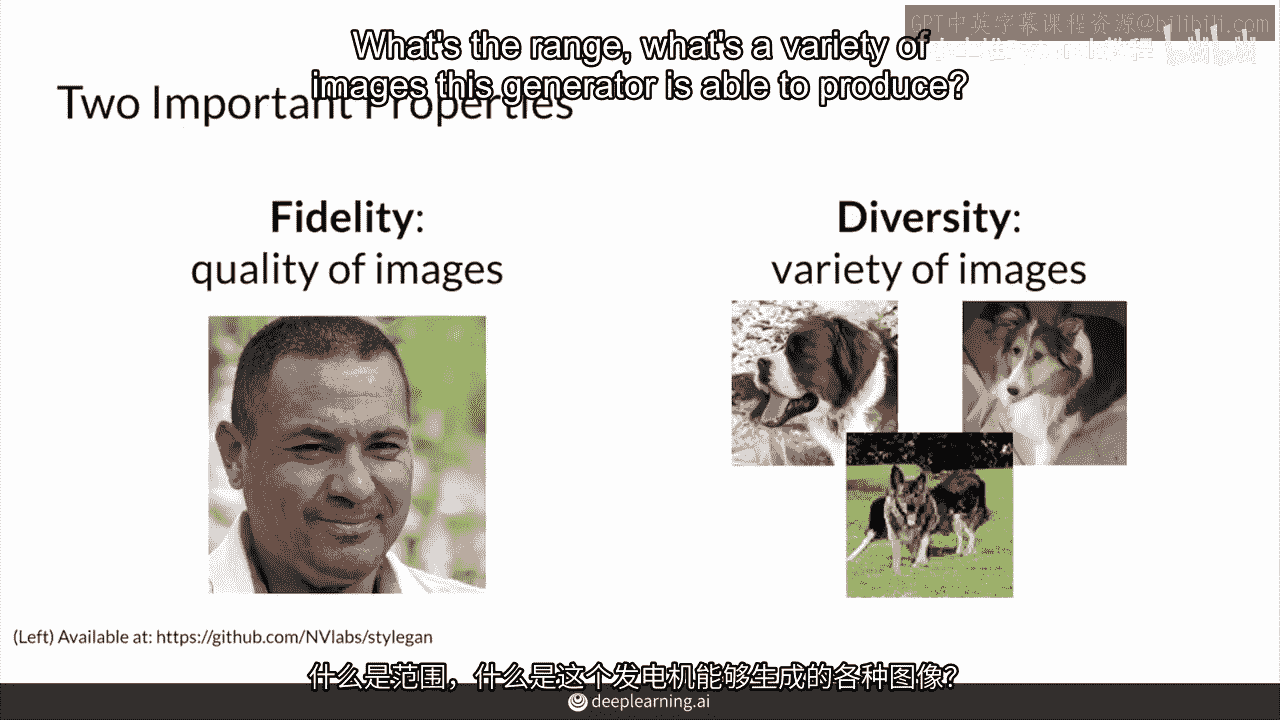 GPT中英字幕课程资源@bilibili.com
What's the range, what's a variety of
images this generator is able to produce?
Two Important Properties
Fidelity:
quality of images
Diversity:
variety of images
(Left) Available at: https://github.com/NVlabs/stylegan
什么是范围，什么是这个发电机能够生成的各种图像？
deeplearning.ai